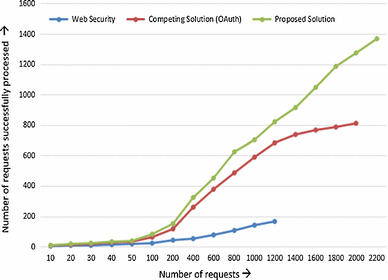 Web Security Competing Solution (OAuth) Proposed Solution
Number of requests successfully processed →
1600
1400
1200
1000
800
600
400
200
0
10 20 30 40 50 100 200 400 600 800 1000 1200 1400 1600 1800 2000 2200
Number of requests →